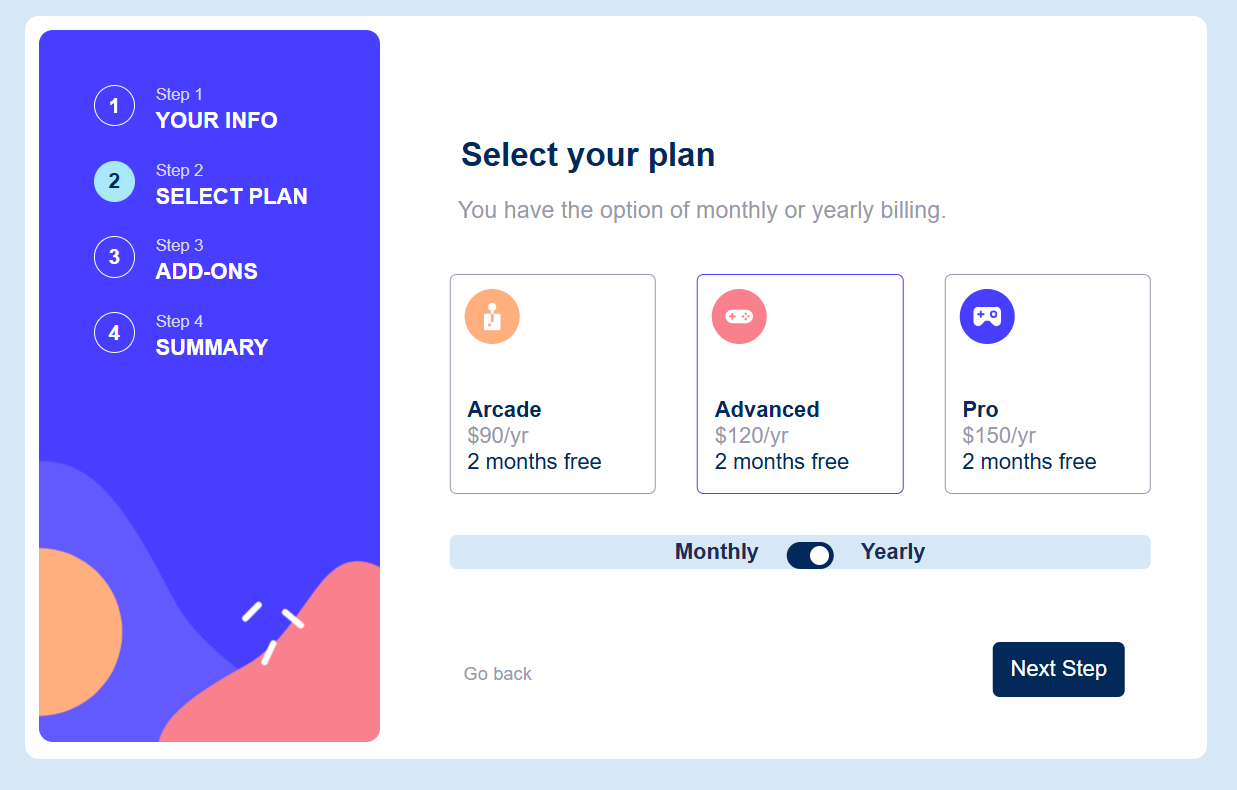 1
Step 1
YOUR INFO
2
Step 2
SELECT PLAN
3
Step 3
ADD-ONS
4
Step 4
SUMMARY
Select your plan
You have the option of monthly or yearly billing.
Arcade
$90/yr
2 months free
Advanced
$120/yr
2 months free
Pro
$150/yr
2 months free
Monthly Yearly
Go back
Next Step